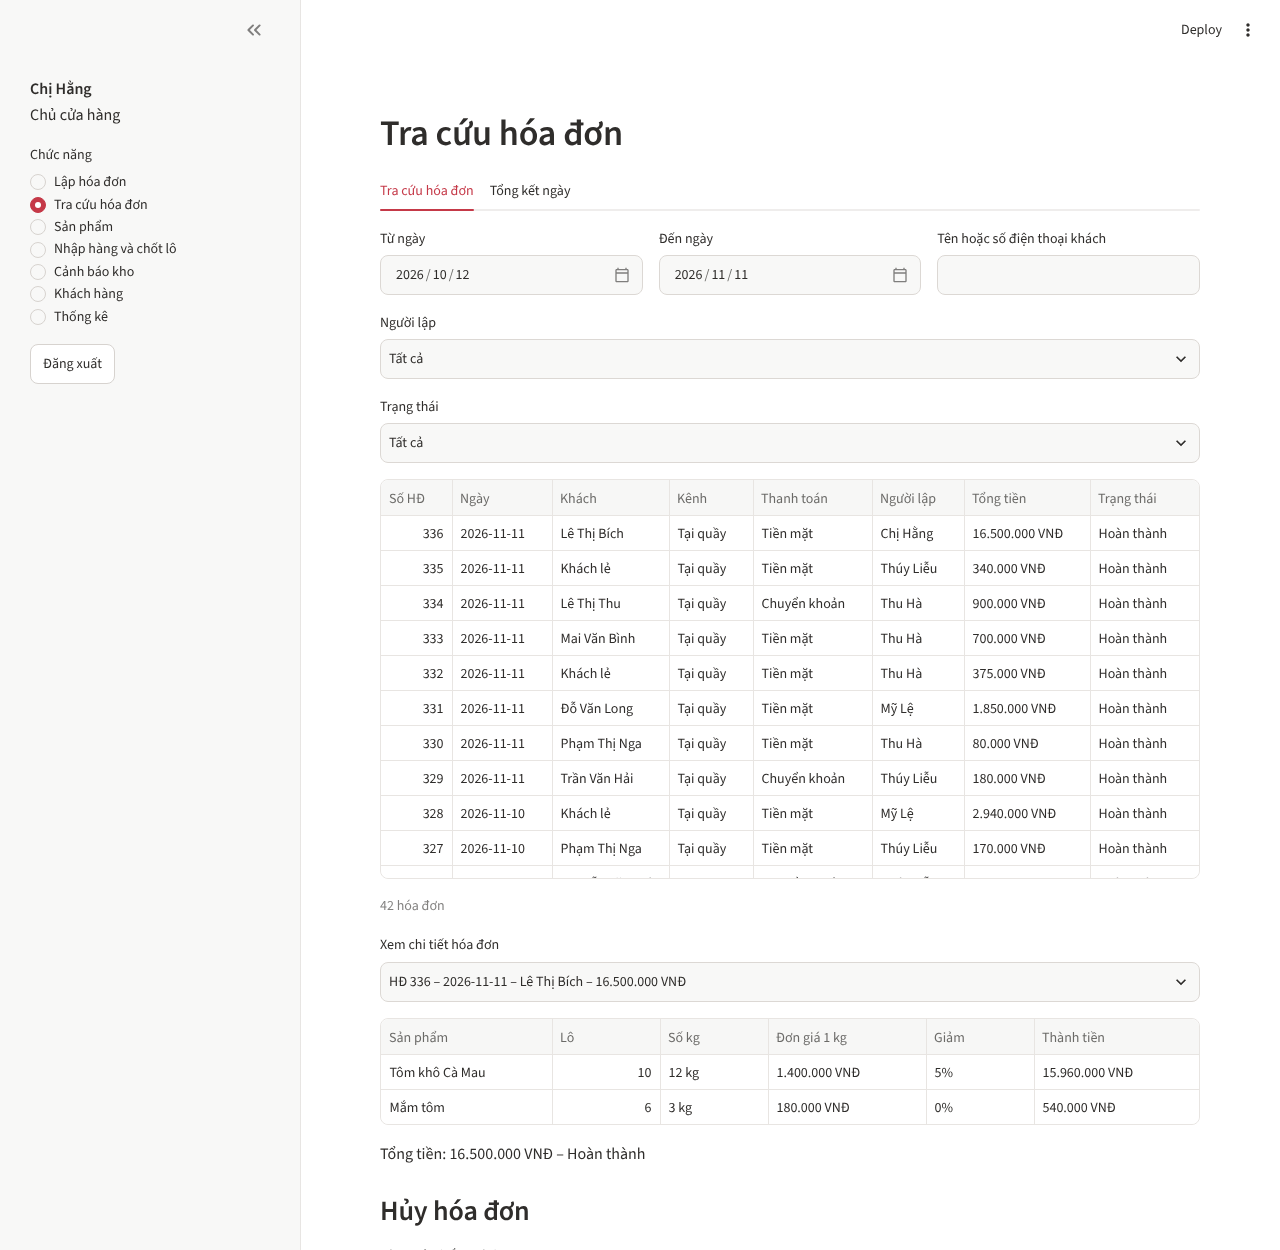 Deploy
Chị Hằng
Chủ cửa hàng
Chức năng
Lập hóa đơn
Tra cứu hóa đơn
Sản phẩm
Nhập hàng và chốt lô
Cảnh báo kho
Khách hàng
Thống kê
Đăng xuất
Tra cứu hóa đơn
Tra cứu hóa đơn Tổng kết ngày
Từ ngày Đến ngày Tên hoặc số điện thoại khách
2026 / 10 / 12 2026 / 11 / 11
Người lập
Tất cả
Trạng thái
Tất cả
Số HĐ Ngày Khách Kênh Thanh toán Người lập Tổng tiền Trạng thái
336 2026-11-11 Lê Thị Bích Tại quầy Tiền mặt Chị Hằng 16.500.000 VNĐ Hoàn thành
335 2026-11-11 Khách lẻ Tại quầy Tiền mặt Thúy Liễu 340.000 VNĐ Hoàn thành
334 2026-11-11 Lê Thị Thu Tại quầy Chuyển khoản Thu Hà 900.000 VNĐ Hoàn thành
333 2026-11-11 Mai Văn Bình Tại quầy Tiền mặt Thu Hà 700.000 VNĐ Hoàn thành
332 2026-11-11 Khách lẻ Tại quầy Tiền mặt Thu Hà 375.000 VNĐ Hoàn thành
331 2026-11-11 Đỗ Văn Long Tại quầy Tiền mặt Mỹ Lệ 1.850.000 VNĐ Hoàn thành
330 2026-11-11 Phạm Thị Nga Tại quầy Tiền mặt Thu Hà 80.000 VNĐ Hoàn thành
329 2026-11-11 Trần Văn Hải Tại quầy Chuyển khoản Thúy Liễu 180.000 VNĐ Hoàn thành
328 2026-11-10 Khách lẻ Tại quầy Tiền mặt Mỹ Lệ 2.940.000 VNĐ Hoàn thành
327 2026-11-10 Phạm Thị Nga Tại quầy Tiền mặt Thúy Liễu 170.000 VNĐ Hoàn thành
42 hóa đơn
Xem chi tiết hóa đơn
HĐ 336 – 2026-11-11 – Lê Thị Bích – 16.500.000 VNĐ
Sản phẩm Lô Số kg Đơn giá 1 kg Giảm Thành tiền
Tôm khô Cà Mau 10 12 kg 1.400.000 VNĐ 5% 15.960.000 VNĐ
Mắm tôm 6 3 kg 180.000 VNĐ 0% 540.000 VNĐ
Tổng tiền: 16.500.000 VNĐ – Hoàn thành
Hủy hóa đơn